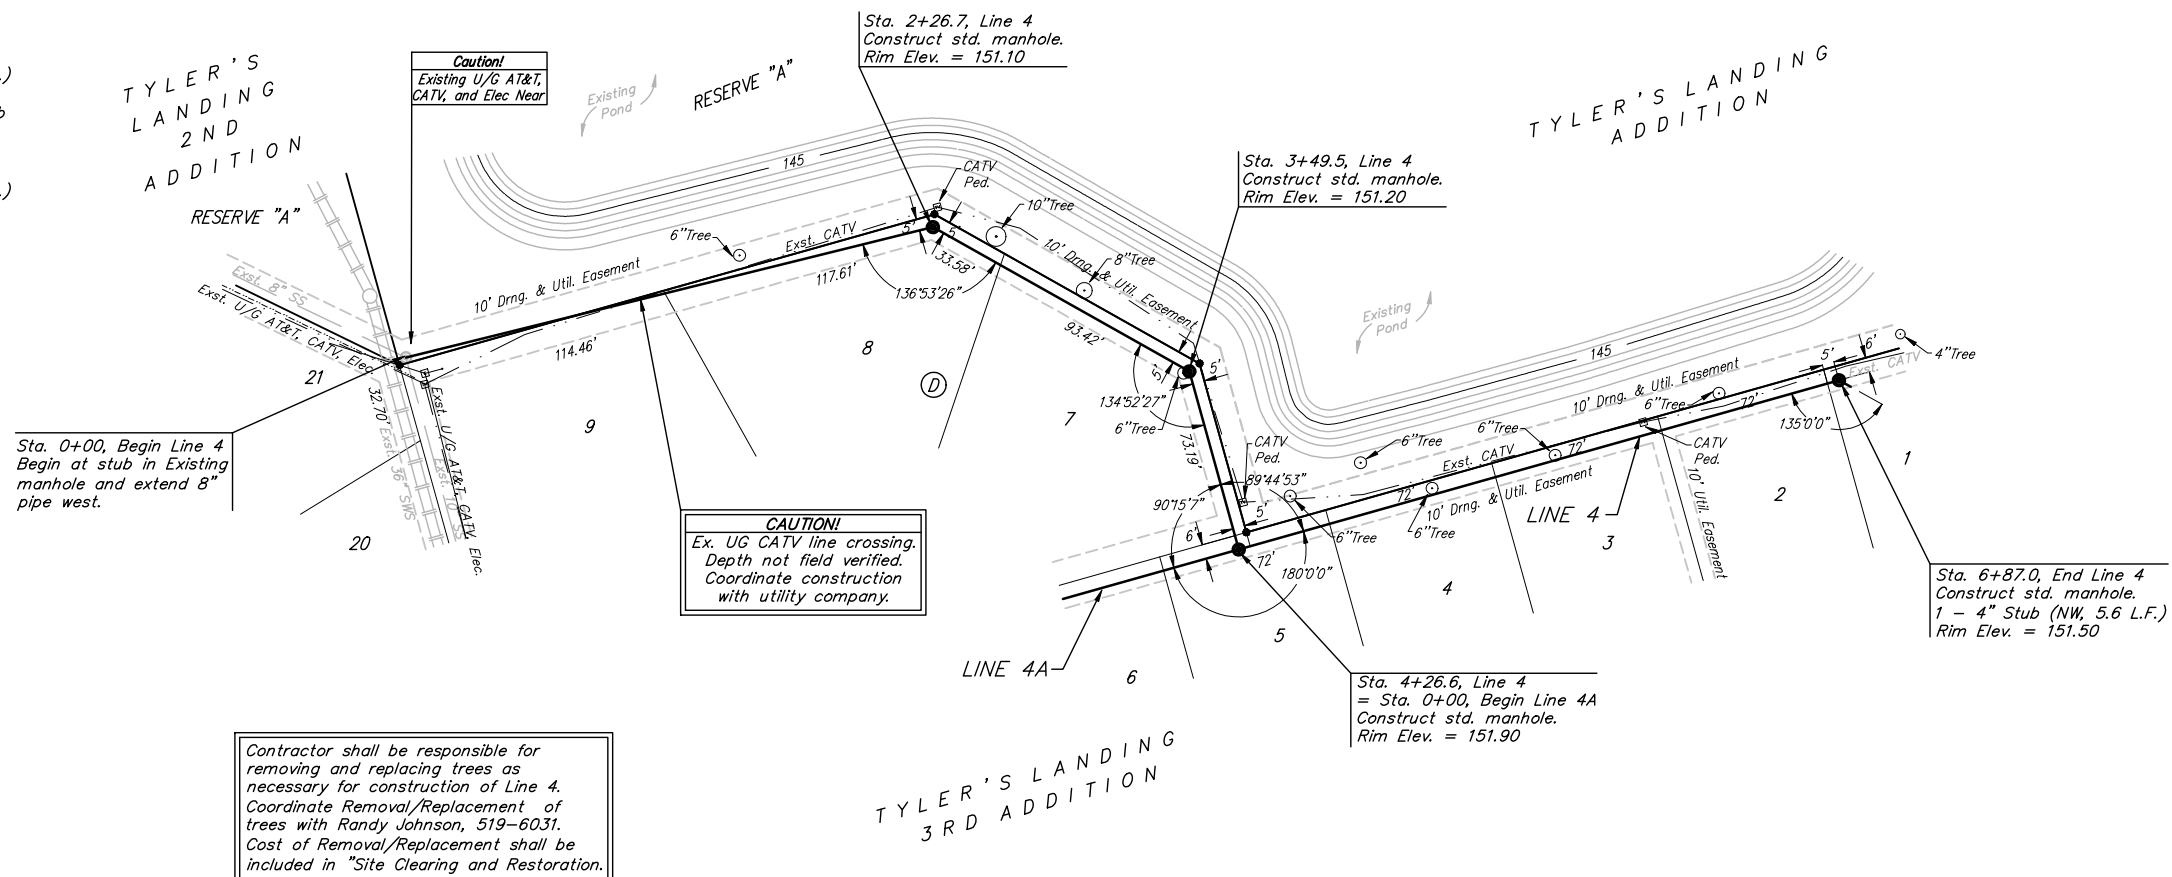 TYLER'S
LANDING
2ND
ADDITION
RESERVE "A"
Caution!
Existing U/G AT&T,
CATV, and Elec Near
Existing
Pond
RESERVE "A"
Sta. 2+26.7, Line 4
Construct std. manhole.
Rim Elev. = 151.10
TYLER'S LANDING
ADDITION
145
CATV
Ped.
10"Tree
Sta. 3+49.5, Line 4
Construct std. manhole.
Rim Elev. = 151.20
6"Tree
Exst. CATV
5'
5'
10' Drng. & Util. Easement
8"Tree
10' Drng. & Util. Easement
117.61'
33.58'
136°53'26"
93.42'
114.46'
Exst. 8" SS
Exst. U/G AT&T, CATV, Elec.
21
32.70'
Exst. 36" SWS
Exst. 10" SS
Exst. U/G AT&T, CATV, Elec.
20
9
8
D
7
Existing
Pond
145
5'
5'
134°52'27"
6"Tree
73.19'
CATV
Ped.
89°44'53"
90°15'7"
6'
5'
72'
180°0'0"
6"Tree
6"Tree
Exst. CATV
72'
6"Tree
6"Tree
72'
10' Drng. & Util. Easement
10' Drng. & Util. Easement
6"Tree
72'
CATV
Ped.
10' Util. Easement
135°0'0"
5'
6'
4"Tree
Exst. CATV
1
2
3
4
5
6
LINE 4
LINE 4A
Sta. 0+00, Begin Line 4
Begin at stub in Existing
manhole and extend 8"
pipe west.
CAUTION!
Ex. UG CATV line crossing.
Depth not field verified.
Coordinate construction
with utility company.
Sta. 6+87.0, End Line 4
Construct std. manhole.
1 - 4" Stub (NW, 5.6 L.F.)
Rim Elev. = 151.50
Sta. 4+26.6, Line 4
= Sta. 0+00, Begin Line 4A
Construct std. manhole.
Rim Elev. = 151.90
TYLER'S LANDING
3RD ADDITION
Contractor shall be responsible for
removing and replacing trees as
necessary for construction of Line 4.
Coordinate Removal/Replacement of
trees with Randy Johnson, 519-6031.
Cost of Removal/Replacement shall be
included in "Site Clearing and Restoration.